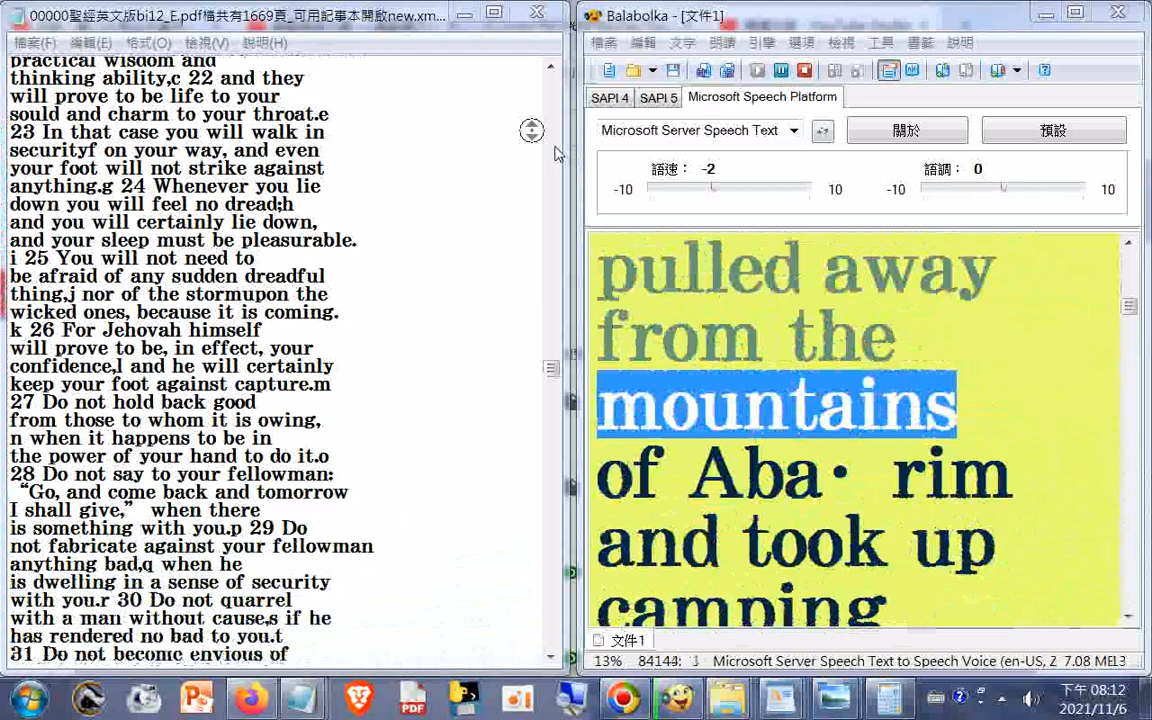 00000聖經英文版bi12_E.pdf檔共有1669頁_可用記事本開啟new.xm...
檔案(F) 編輯(E) 格式(O) 檢視(V) 說明(H)
practical wisdom and
thinking ability,c 22 and they
will prove to be life to your
sould and charm to your throat.e
23 In that case you will walk in
securityf on your way, and even
your foot will not strike against
anything.g 24 Whenever you lie
down you will feel no dread;h
and you will certainly lie down,
and your sleep must be pleasurable.
i 25 You will not need to
be afraid of any sudden dreadful
thing,j nor of the stormupon the
wicked ones, because it is coming.
k 26 For Jehovah himself
will prove to be, in effect, your
confidence,l and he will certainly
keep your foot against capture.m
27 Do not hold back good
from those to whom it is owing,
n when it happens to be in
the power of your hand to do it.o
28 Do not say to your fellowman:
“Go, and come back and tomorrow
I shall give,” when there
is something with you.p 29 Do
not fabricate against your fellowman
anything bad,q when he
is dwelling in a sense of security
with you.r 30 Do not quarrel
with a man without cause,s if he
has rendered no bad to you.t
31 Do not become envious of
Balabolka - [文件1]
檔案 編輯 文字 朗讀 引擎 選項 檢視 工具 書籤 說明
SAPI 4 SAPI 5 Microsoft Speech Platform
Microsoft Server Speech Text 關於 預設
語速： -2 語調： 0
-10 10 -10 10
pulled away
from the
mountains
of Aba· rim
and took up
camping
文件1
13% 84144: Microsoft Server Speech Text to Speech Voice (en-US, Z 7.08 ME
下午 08:12
2021/11/6